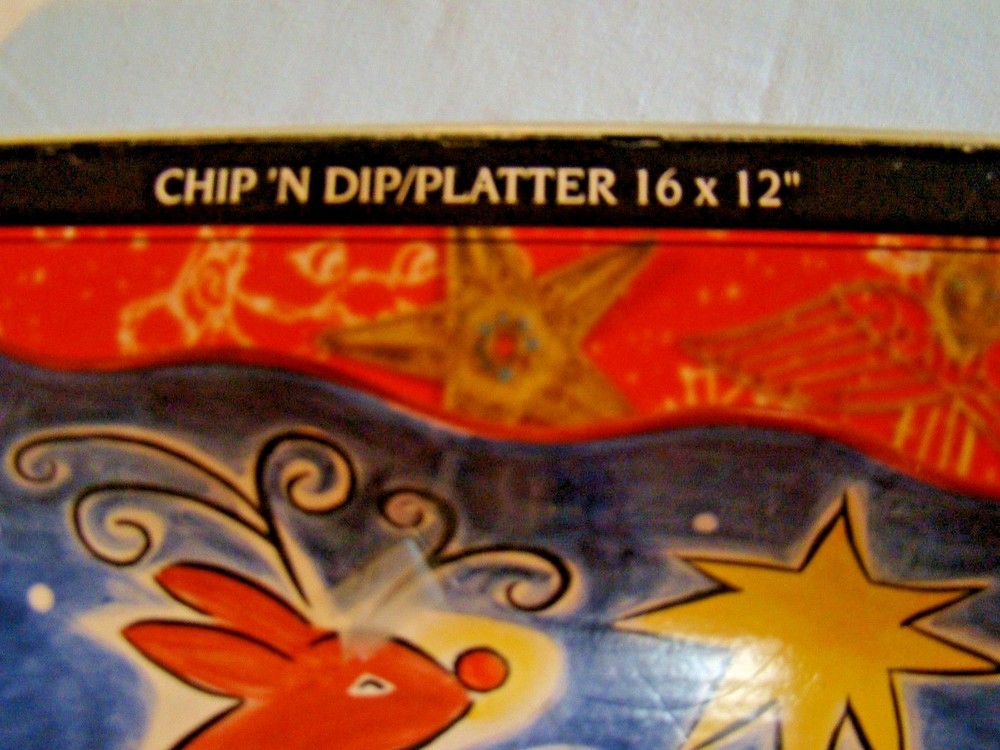 CHIP 'N DIP/PLATTER 16 x 12"